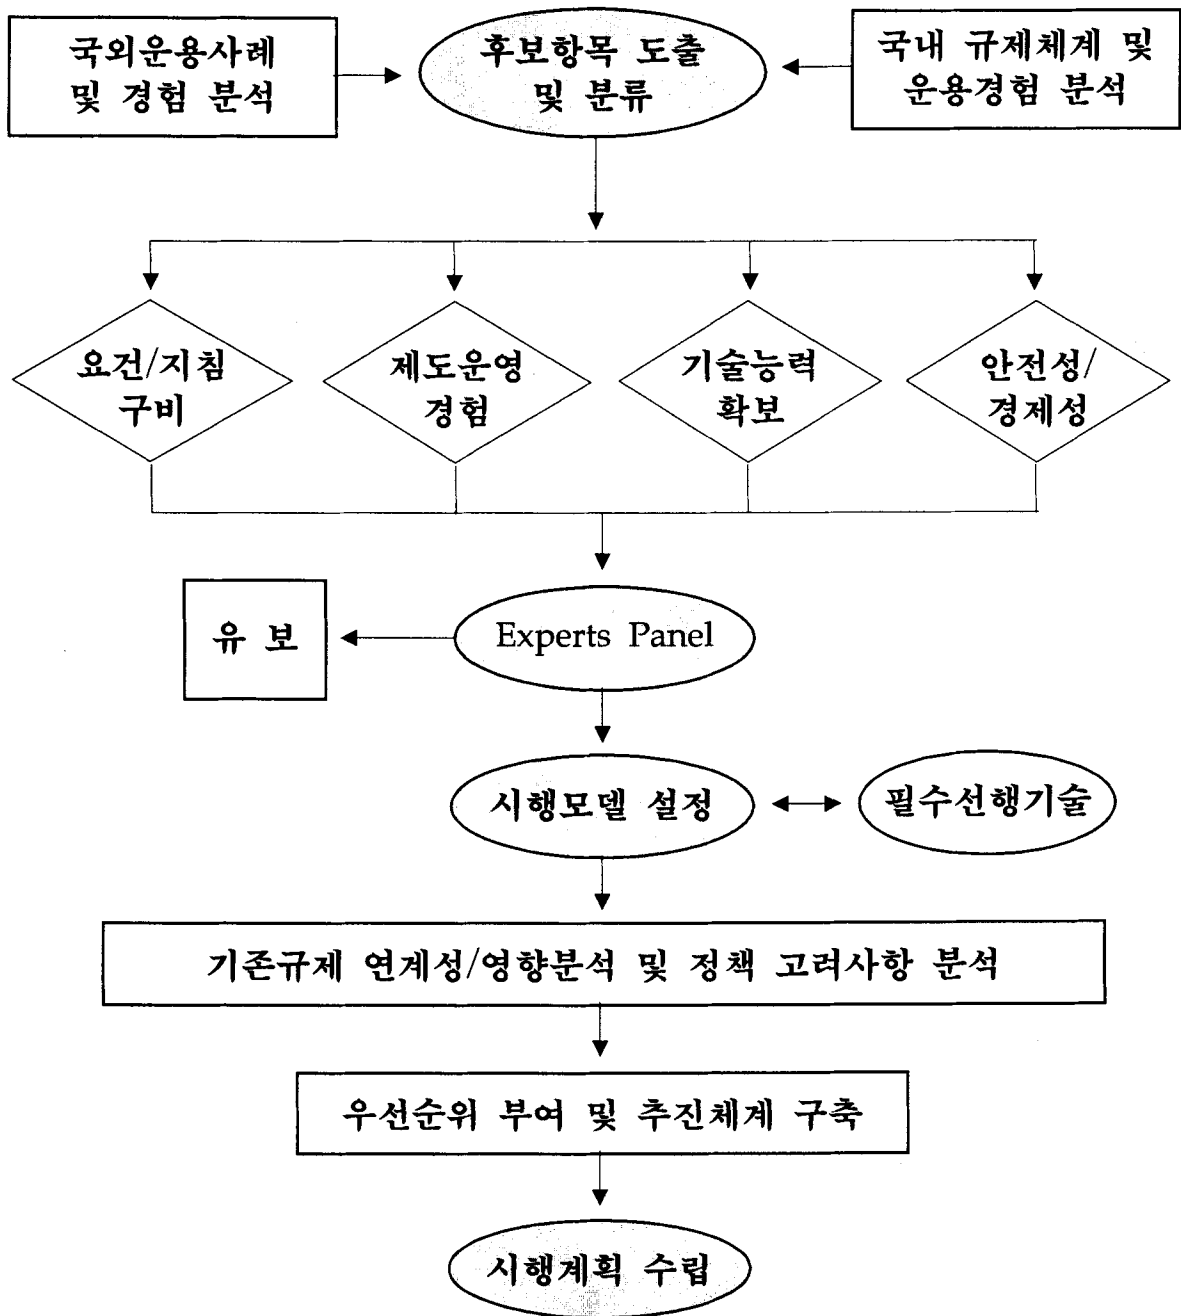 국외운용사례
및 경험 분석
후보항목 도출
및 분류
국내 규제체계 및
운용경험 분석
요건/지침
구비
제도운영
경험
기술능력
확보
안전성/
경제성
유 보
Experts Panel
시행모델 설정
필수선행기술
기존규제 연계성/영향분석 및 정책 고려사항 분석
우선순위 부여 및 추진체계 구축
시행계획 수립